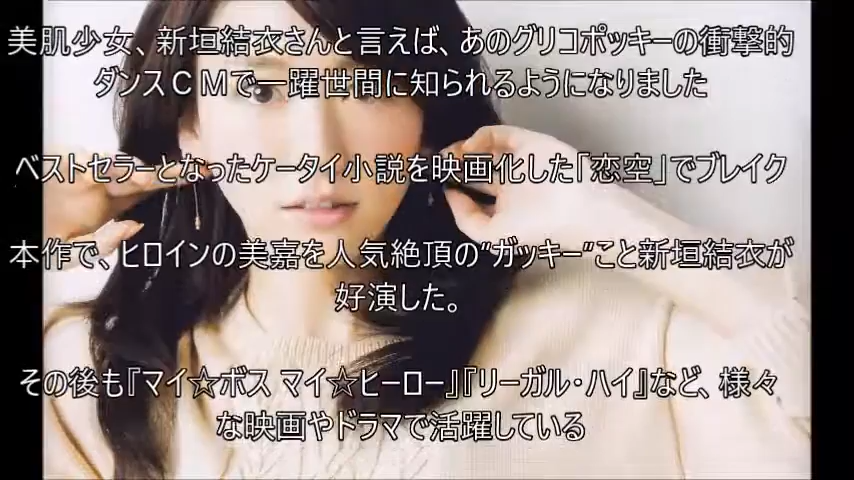 美肌少女、新垣結衣さんと言えば、あのグリコポッキーの衝撃的
ダンスＣＭで一躍世間に知られるようになりました
ベストセラーとなったケータイ小説を映画化した「恋空」でブレイク
本作で、ヒロインの美嘉を人気絶頂の“ガッキー”こと新垣結衣が
好演した。
その後も『マイ☆ボス マイ☆ヒーロー』『リーガル・ハイ』など、様々
な映画やドラマで活躍している